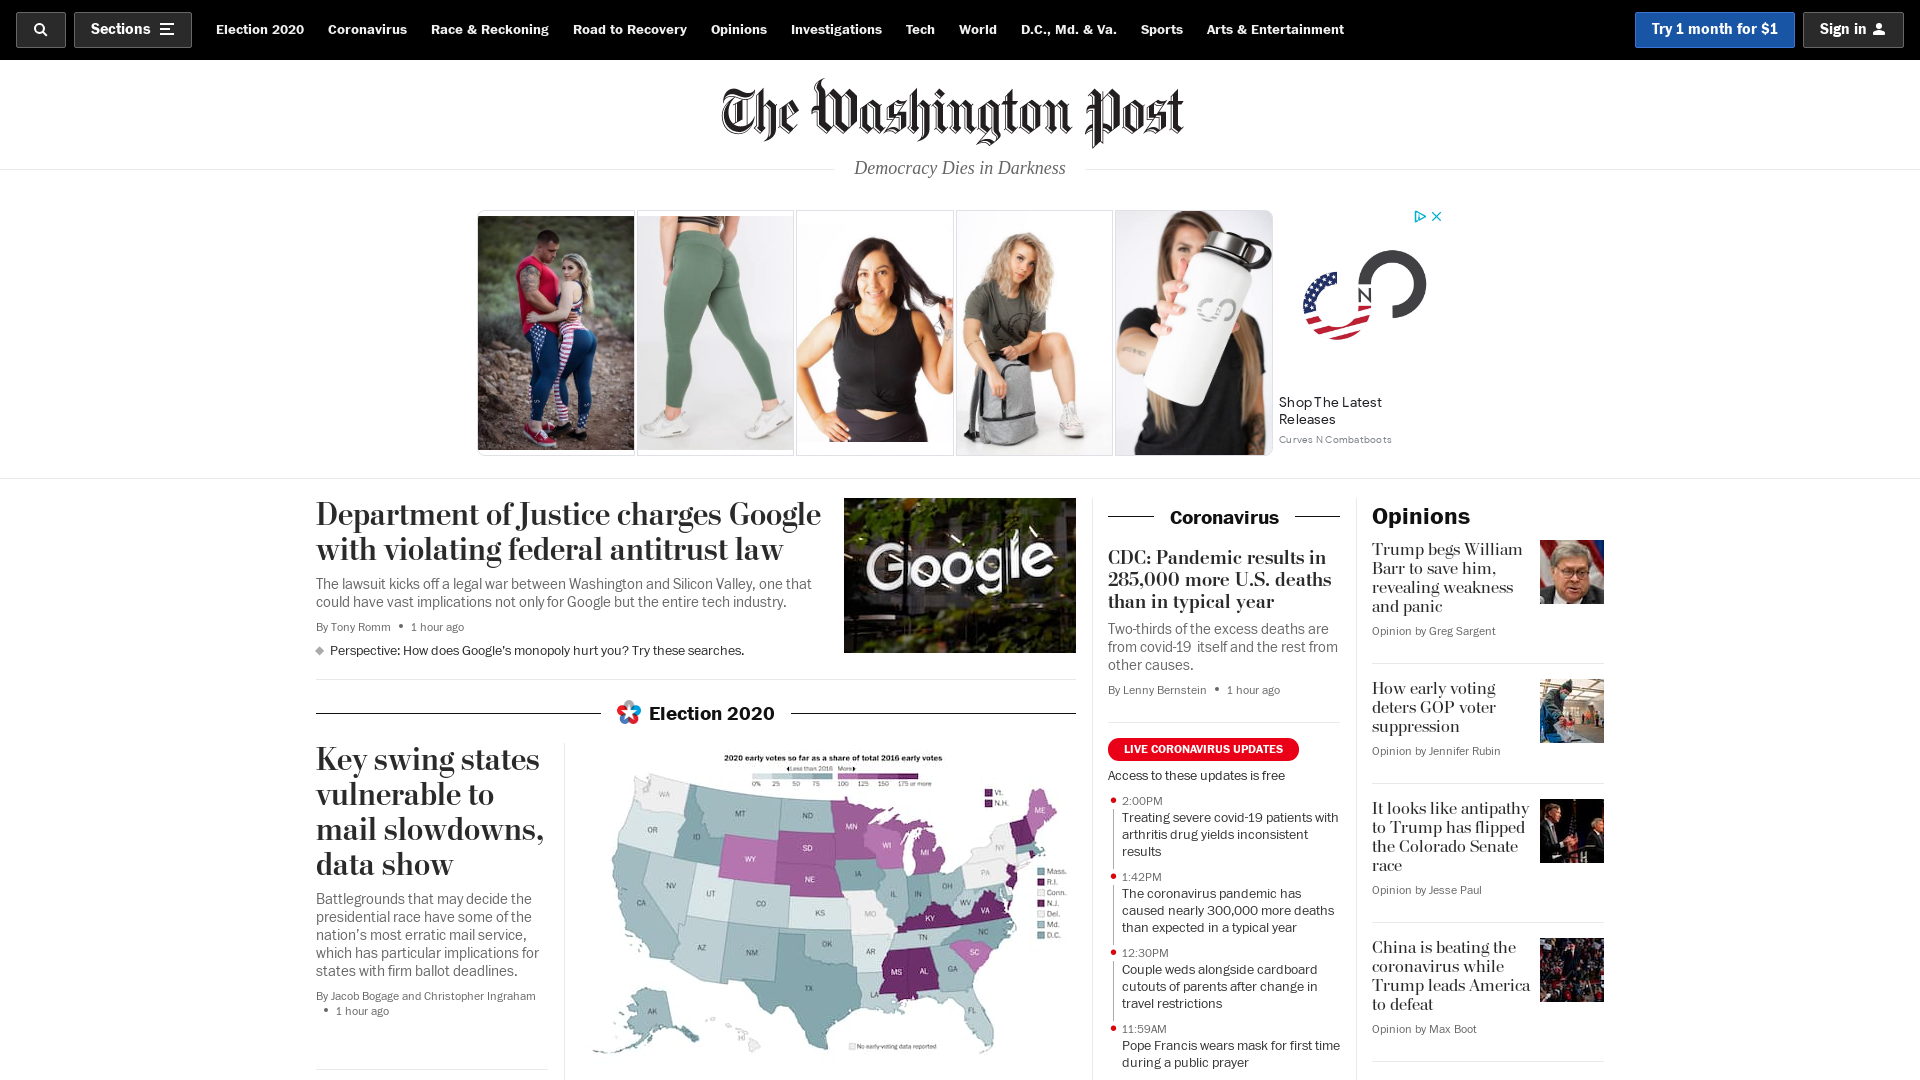 Sections
Election 2020
Coronavirus
Race & Reckoning
Road to Recovery
Opinions
Investigations
Tech
World
D.C., Md. & Va.
Sports
Arts & Entertainment
Try 1 month for $1
Sign in
The Washington Post
Democracy Dies in Darkness
N
Shop The Latest
Releases
Curves N Combatboots
Department of Justice charges Google
with violating federal antitrust law
The lawsuit kicks off a legal war between Washington and Silicon Valley, one that
could have vast implications not only for Google but the entire tech industry.
By Tony Romm • 1 hour ago
Perspective: How does Google's monopoly hurt you? Try these searches.
Google
Election 2020
Key swing states
vulnerable to
mail slowdowns,
data show
Battlegrounds that may decide the
presidential race have some of the
nation's most erratic mail service,
which has particular implications for
states with firm ballot deadlines.
By Jacob Bogage and Christopher Ingraham
• 1 hour ago
2020 early votes so far as a share of total 2016 early votes
Less than 2016 More
0% 25 50 75 100 125 150 175 or more
WA
MT
ND
MN
Vt.
N.H.
ME
OR
ID
SD
WI
MI
NY
WY
NE
IA
PA
Mass.
R.I.
Conn.
N.J.
Del.
Md.
D.C.
NV
UT
CO
IL
IN
OH
WV
VA
CA
KS
MO
KY
AZ
NM
OK
AR
TN
NC
SC
TX
LA
MS
AL
GA
FL
AK
HI
No early-voting data reported
Coronavirus
CDC: Pandemic results in
285,000 more U.S. deaths
than in typical year
Two-thirds of the excess deaths are
from covid-19 itself and the rest from
other causes.
By Lenny Bernstein • 1 hour ago
LIVE CORONAVIRUS UPDATES
Access to these updates is free
2:00PM
Treating severe covid-19 patients with
arthritis drug yields inconsistent
results
1:42PM
The coronavirus pandemic has
caused nearly 300,000 more deaths
than expected in a typical year
12:30PM
Couple weds alongside cardboard
cutouts of parents after change in
travel restrictions
11:59AM
Pope Francis wears mask for first time
during a public prayer
Opinions
Trump begs William
Barr to save him,
revealing weakness
and panic
Opinion by Greg Sargent
How early voting
deters GOP voter
suppression
Opinion by Jennifer Rubin
It looks like antipathy
to Trump has flipped
the Colorado Senate
race
Opinion by Jesse Paul
China is beating the
coronavirus while
Trump leads America
to defeat
Opinion by Max Boot